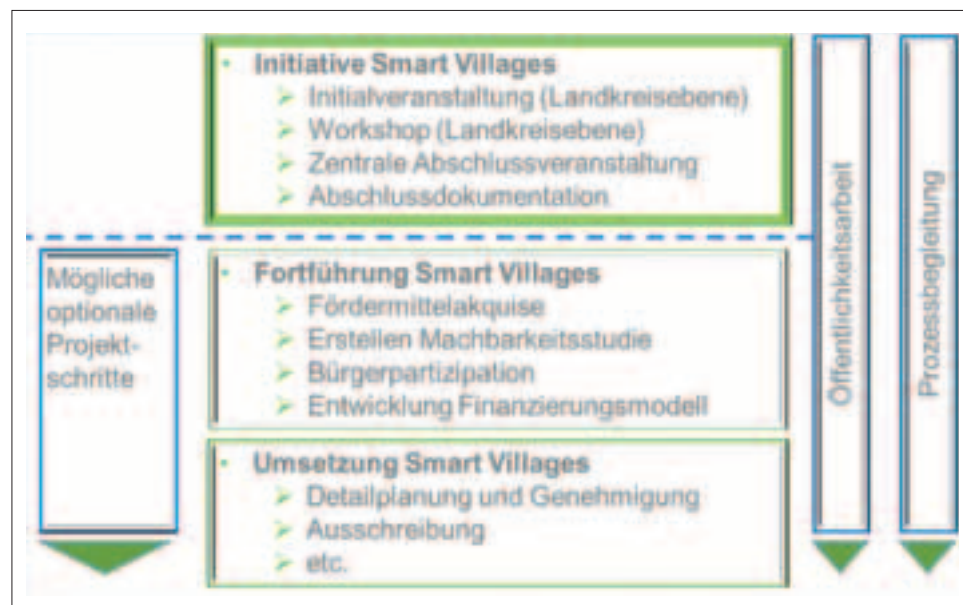 • Initiative Smart Villages
➢ Initialveranstaltung (Landkreisebene)
➢ Workshop (Landkreisebene)
➢ Zentrale Abschlussveranstaltung
➢ Abschlussdokumentation
Mögliche
optionale
Projekt-
schritte
• Fortführung Smart Villages
➢ Fördermittelakquise
➢ Erstellen Machbarkeitsstudie
➢ Bürgerpartizipation
➢ Entwicklung Finanzierungsmodell
• Umsetzung Smart Villages
➢ Detailplanung und Genehmigung
➢ Ausschreibung
➢ etc.
Öffentlichkeitsarbeit
Prozessbegleitung